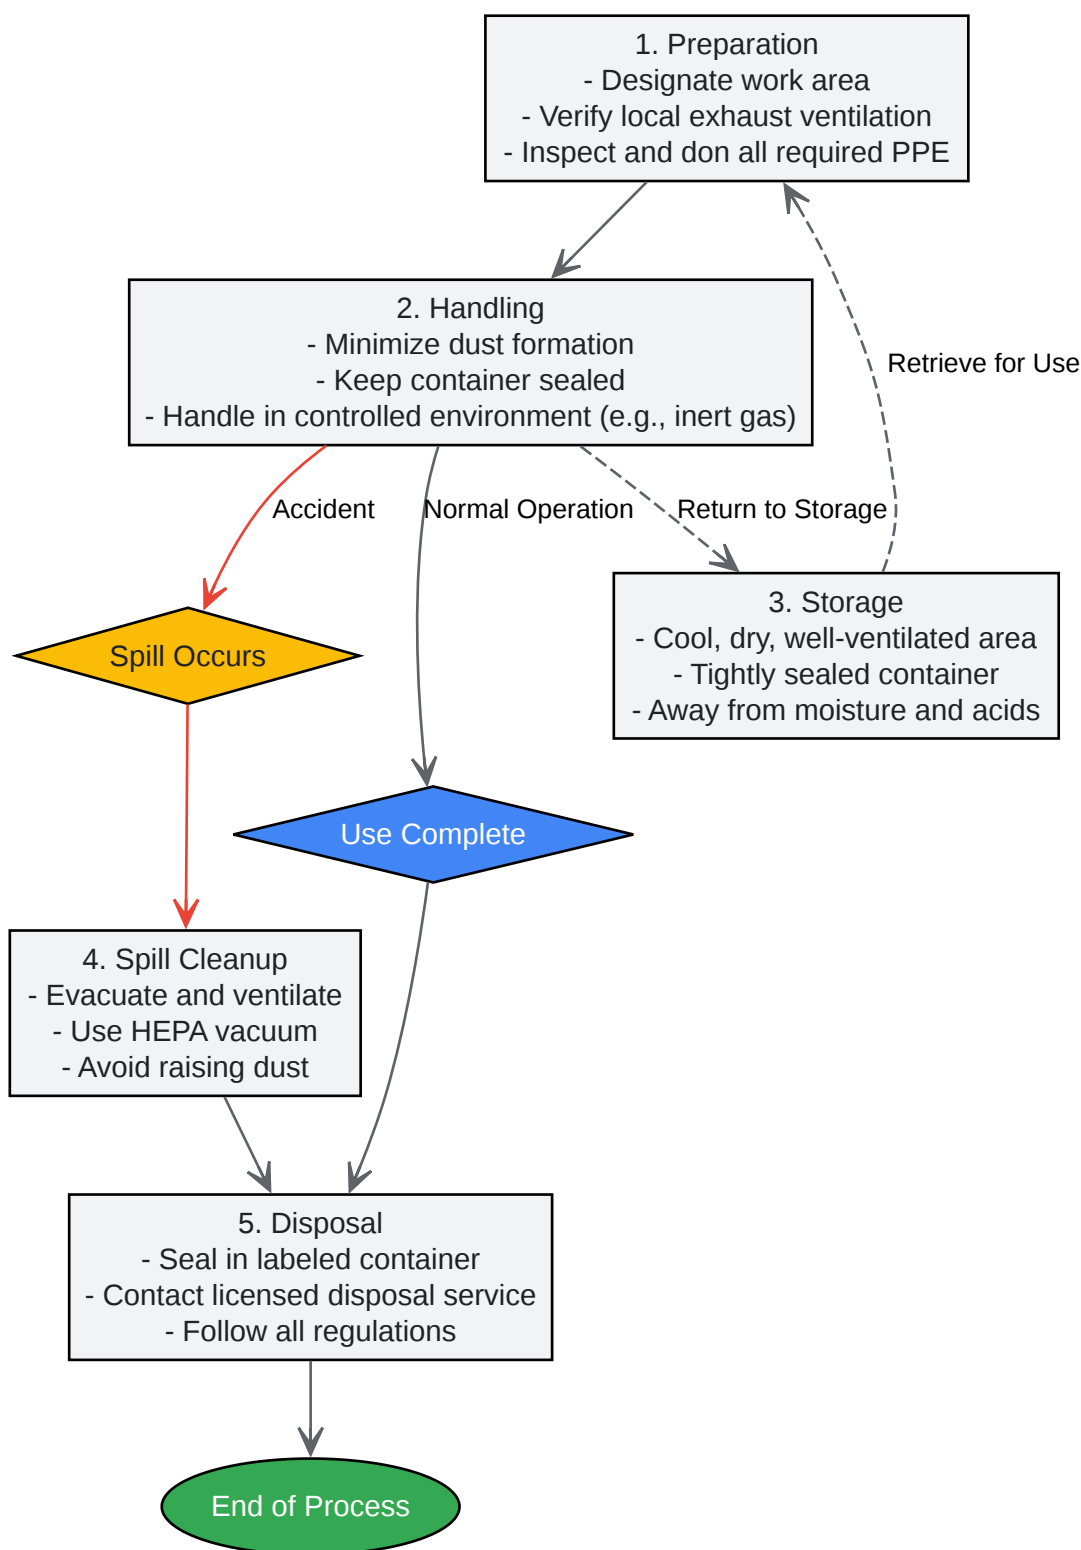 1. Preparation
- Designate work area
- Verify local exhaust ventilation
- Inspect and don all required PPE
2. Handling
- Minimize dust formation
- Keep container sealed
- Handle in controlled environment (e.g., inert gas)
Retrieve for Use
Accident
Normal Operation
Return to Storage
3. Storage
- Cool, dry, well-ventilated area
- Tightly sealed container
- Away from moisture and acids
Spill Occurs
Use Complete
4. Spill Cleanup
- Evacuate and ventilate
- Use HEPA vacuum
- Avoid raising dust
5. Disposal
- Seal in labeled container
- Contact licensed disposal service
- Follow all regulations
End of Process